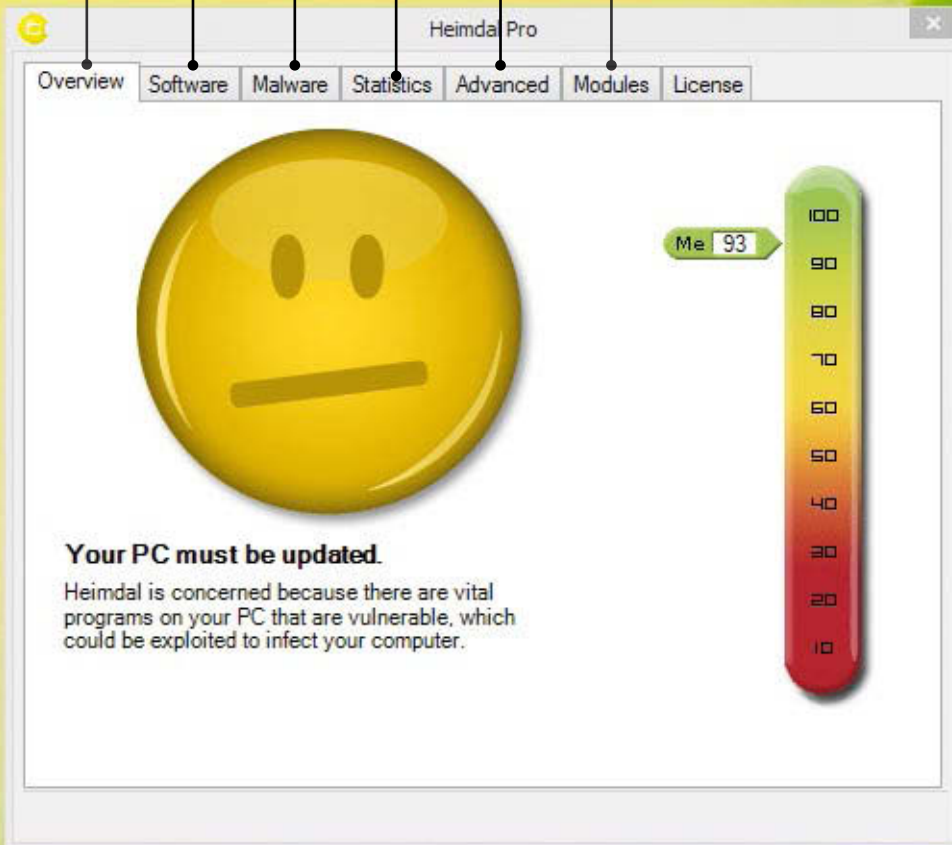 Heimdal Pro
Overview Software Malware Statistics Advanced Modules License
100
Me 93
90
80
70
60
50
40
30
20
10
Your PC must be updated.
Heimdal is concerned because there are vital
programs on your PC that are vulnerable, which
could be exploited to infect your computer.